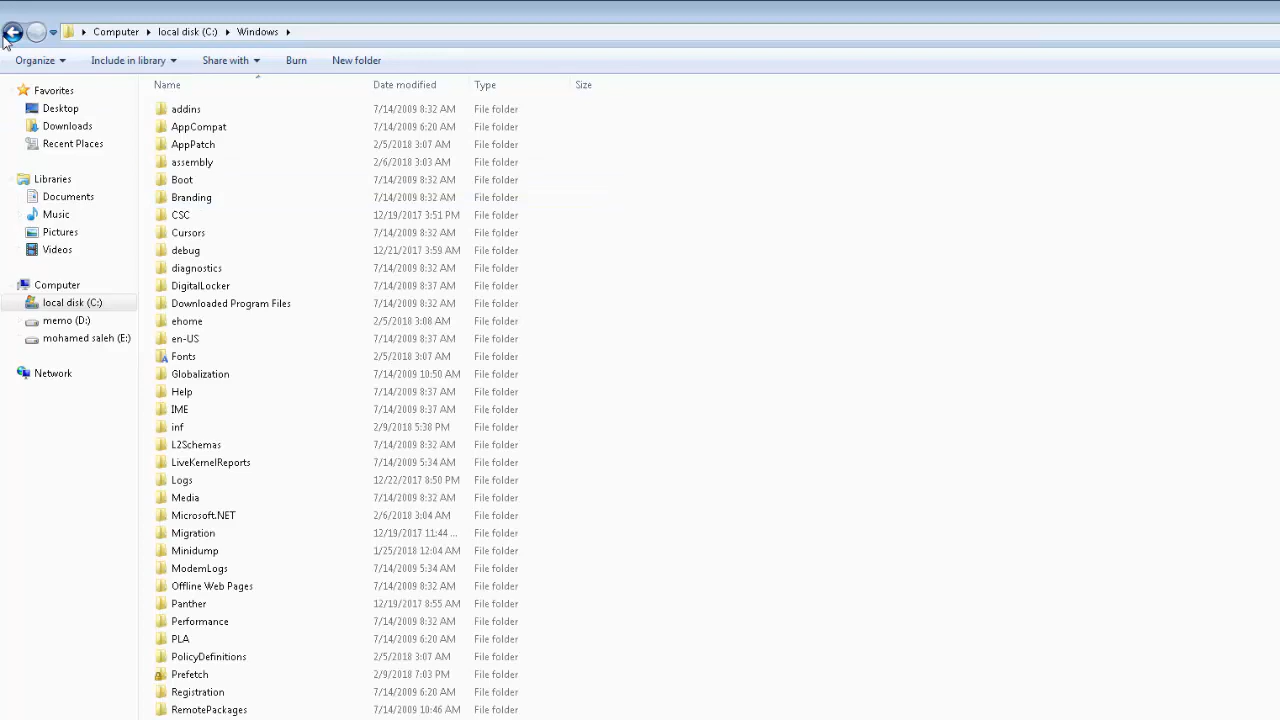 Computer local disk (C:) Windows
Organize Include in library Share with Burn New folder
Name Date modified Type Size
Favorites
Desktop
Downloads
Recent Places
Libraries
Documents
Music
Pictures
Videos
Computer
local disk (C:)
memo (D:)
mohamed saleh (E:)
Network
addins 7/14/2009 8:32 AM File folder
AppCompat 7/14/2009 6:20 AM File folder
AppPatch 2/5/2018 3:07 AM File folder
assembly 2/6/2018 3:03 AM File folder
Boot 7/14/2009 8:32 AM File folder
Branding 7/14/2009 8:32 AM File folder
CSC 12/19/2017 3:51 PM File folder
Cursors 7/14/2009 8:32 AM File folder
debug 12/21/2017 3:59 AM File folder
diagnostics 7/14/2009 8:32 AM File folder
DigitalLocker 7/14/2009 8:37 AM File folder
Downloaded Program Files 7/14/2009 8:32 AM File folder
ehome 2/5/2018 3:08 AM File folder
en-US 7/14/2009 8:37 AM File folder
Fonts 2/5/2018 3:07 AM File folder
Globalization 7/14/2009 10:50 AM File folder
Help 7/14/2009 8:37 AM File folder
IME 7/14/2009 8:37 AM File folder
inf 2/9/2018 5:38 PM File folder
L2Schemas 7/14/2009 8:32 AM File folder
LiveKernelReports 7/14/2009 5:34 AM File folder
Logs 12/22/2017 8:50 PM File folder
Media 7/14/2009 8:32 AM File folder
Microsoft.NET 2/6/2018 3:04 AM File folder
Migration 12/19/2017 11:44 ... File folder
Minidump 1/25/2018 12:04 AM File folder
ModemLogs 7/14/2009 5:34 AM File folder
Offline Web Pages 7/14/2009 8:32 AM File folder
Panther 12/19/2017 8:55 AM File folder
Performance 7/14/2009 8:32 AM File folder
PLA 7/14/2009 6:20 AM File folder
PolicyDefinitions 2/5/2018 3:07 AM File folder
Prefetch 2/9/2018 7:03 PM File folder
Registration 7/14/2009 6:20 AM File folder
RemotePackages 7/14/2009 10:46 AM File folder